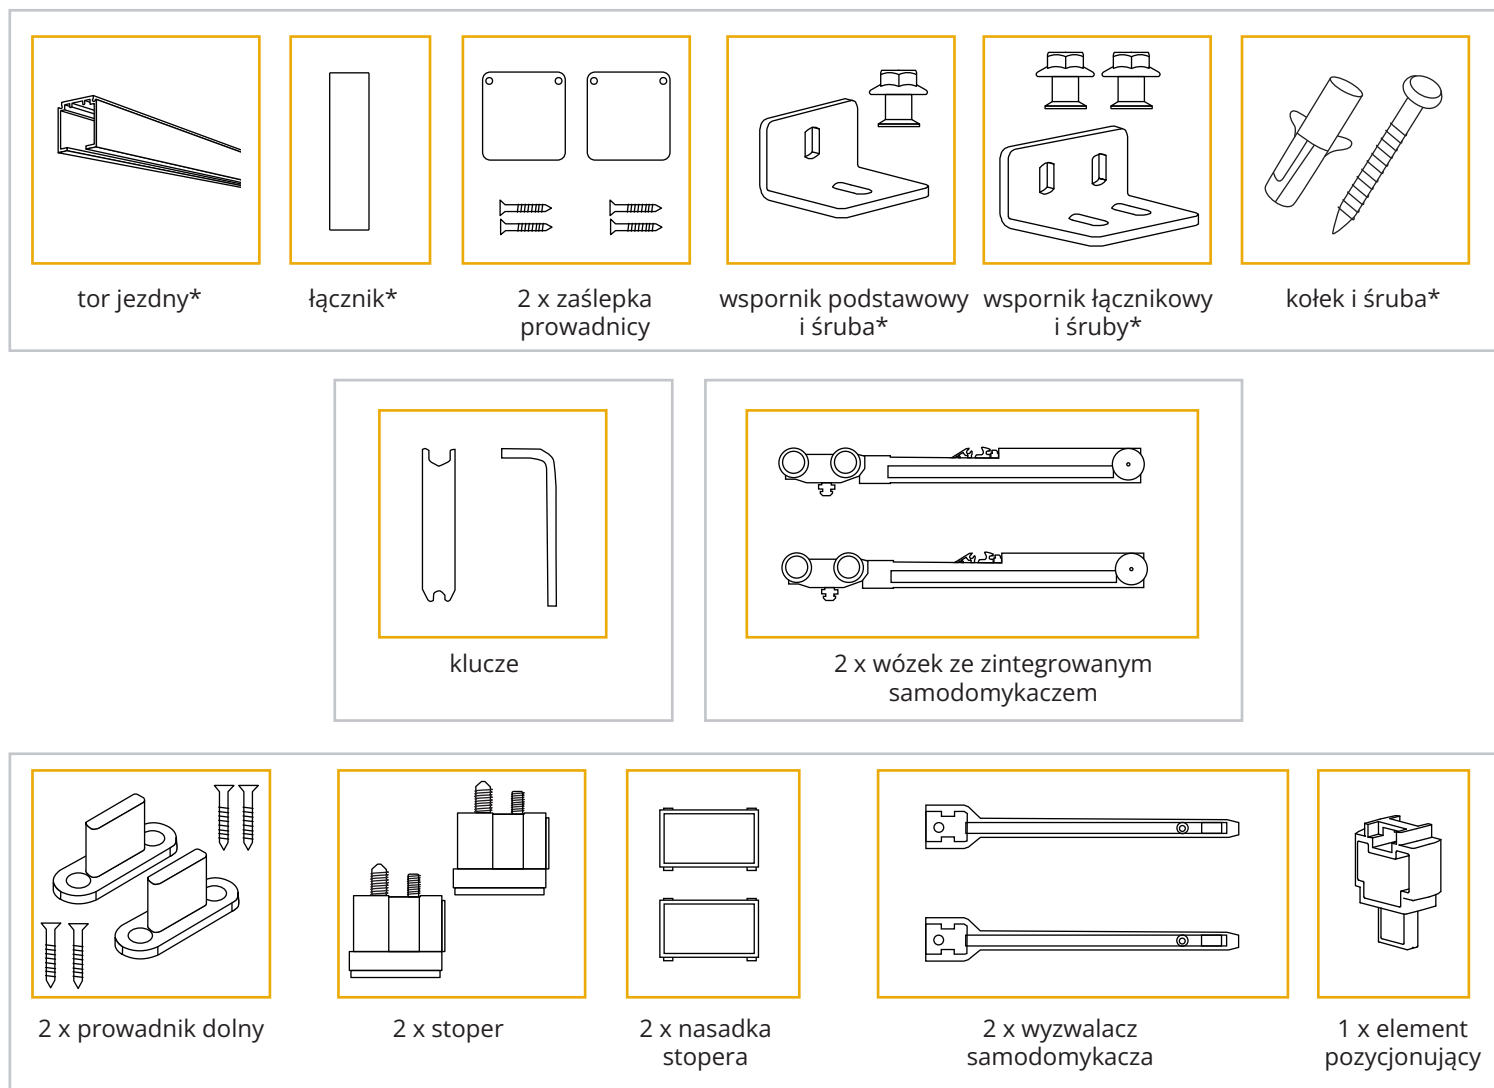 tor jezdny*
łącznik*
2 x zaślepka
prowadnicy
wspornik podstawowy
i śruba*
wspornik łącznikowy
i śruby*
kołek i śruba*
klucze
2 x wózek ze zintegrowanym
samodomykaczem
2 x prowadnik dolny
2 x stoper
2 x nasadka
stopera
2 x wyzwalacz
samodomykacza
1 x element
pozycjonujący